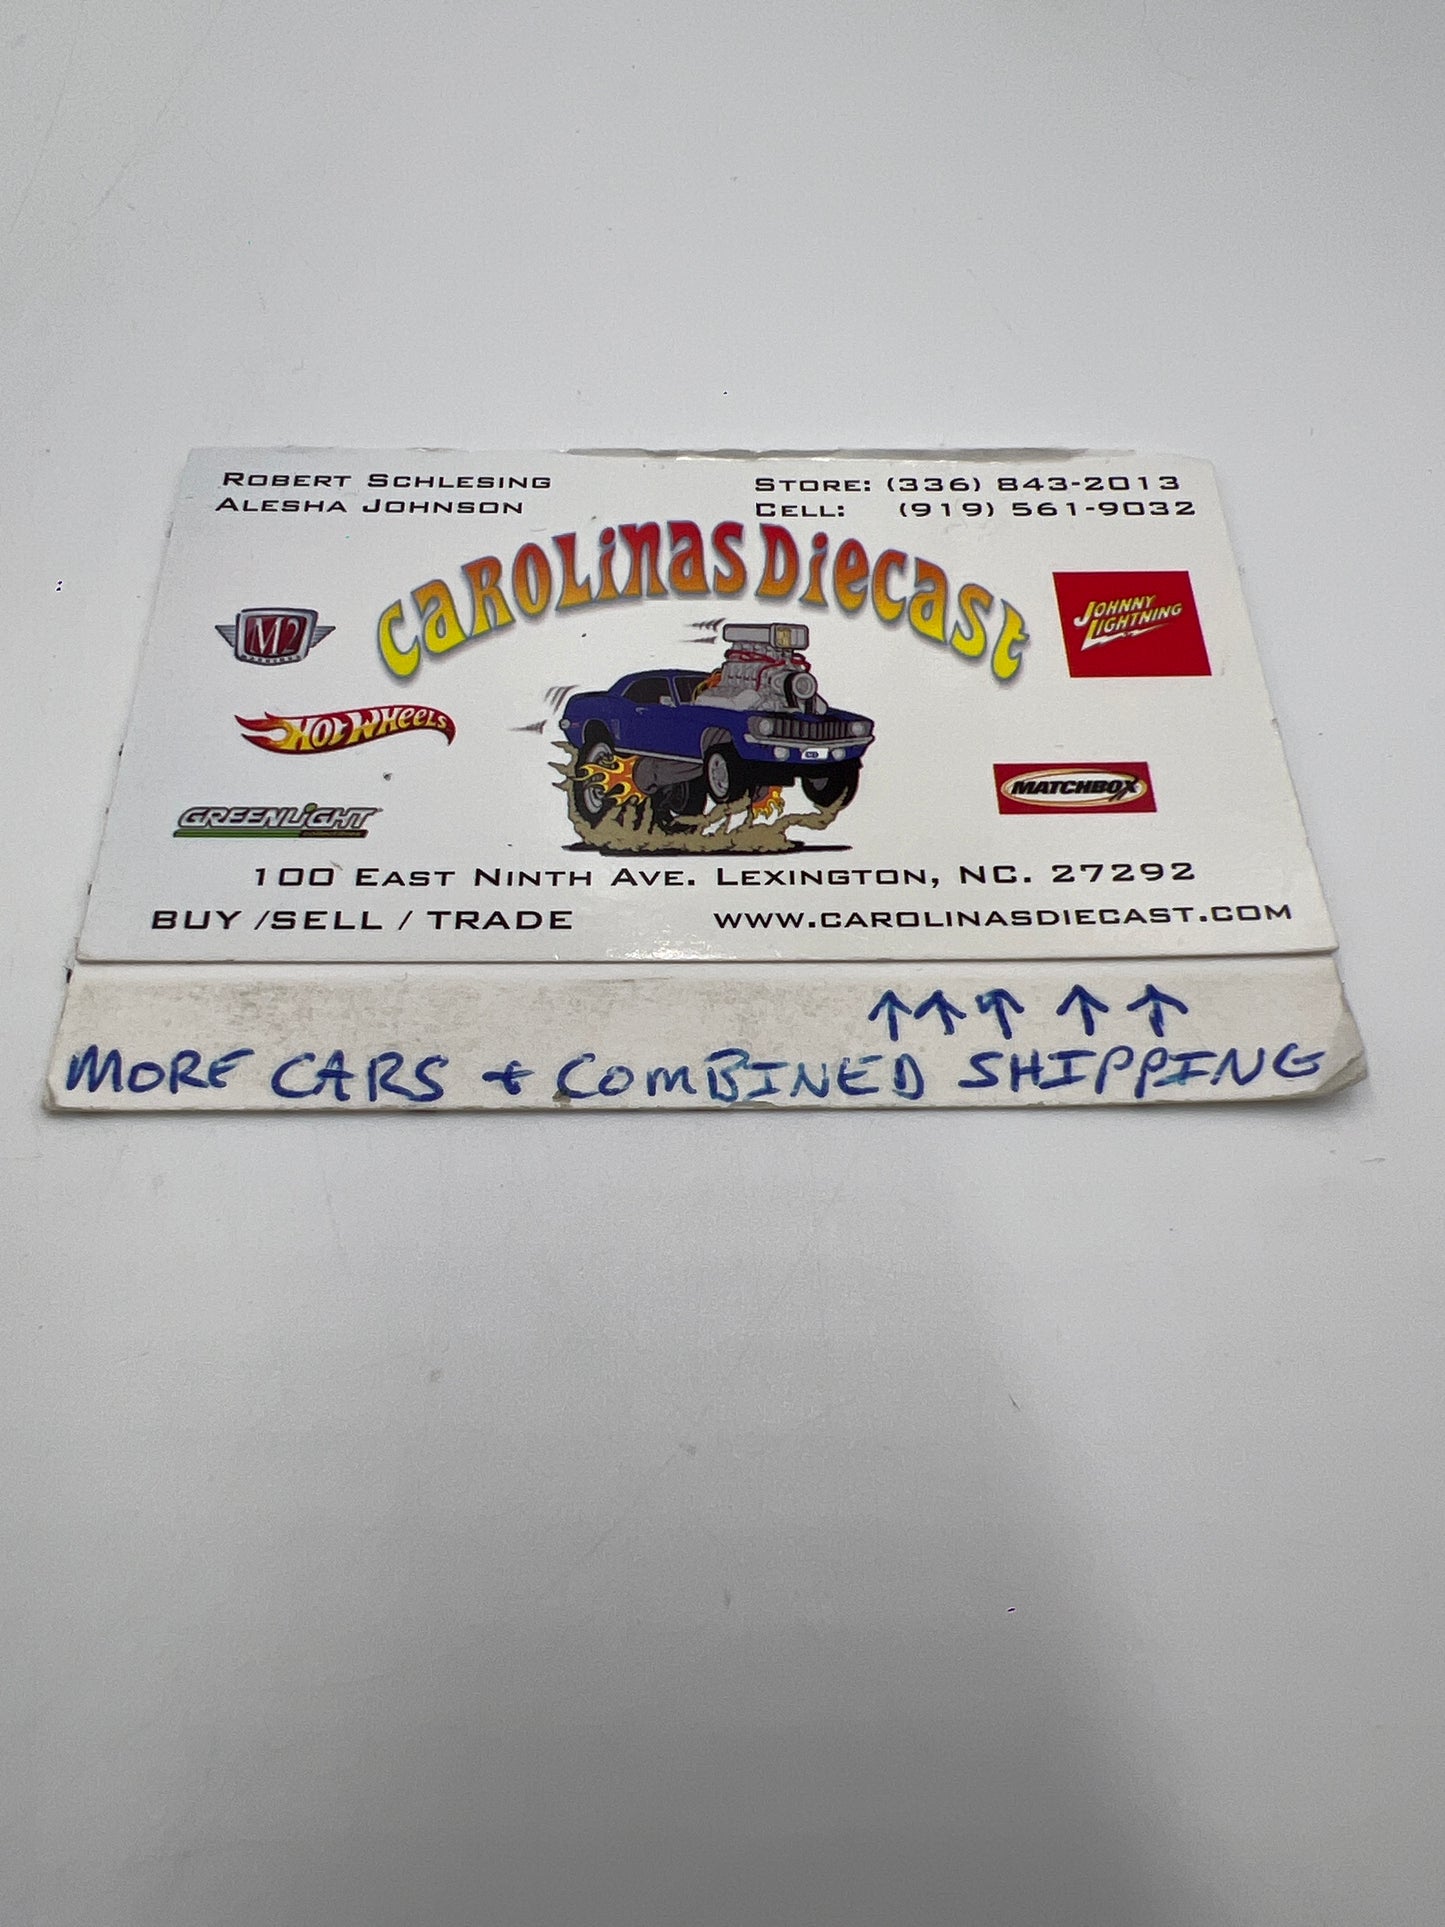 ROBERT SCHLESING
ALESHA JOHNSON
STORE: (336) 843-2013
CELL: (919) 561-9032
CAROLINAS DIECAST
M2
JOHNNY LIGHTNING
HOT WHEELS
MATCHBOX
GREENLIGHT
100 EAST NINTH AVE. LEXINGTON, NC. 27292
BUY /SELL / TRADE
WWW.CAROLINASDIECAST.COM
↑↑↑↑↑
MORE CARS + COMBINED SHIPPING